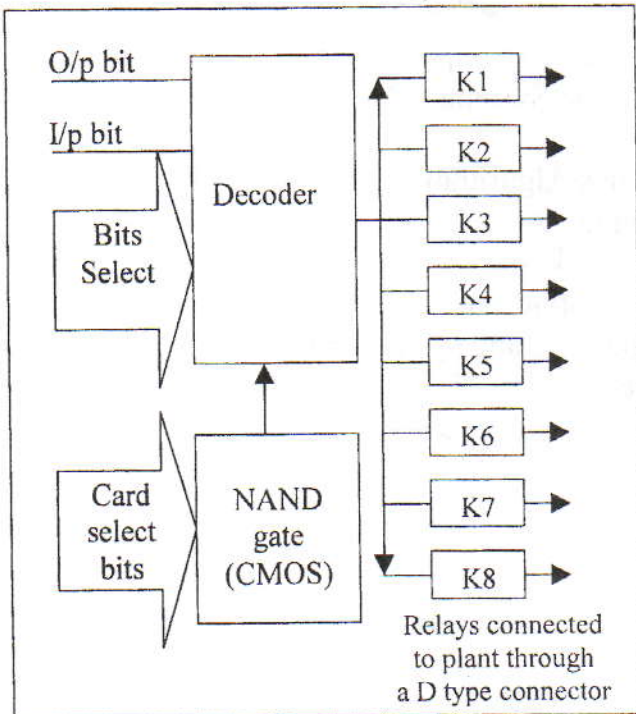 O/p bit
I/p bit
Decoder
Bits
Select
NAND
gate
(CMOS)
Card
select
bits
K1
K2
K3
K4
K5
K6
K7
K8
Relays connected
to plant through
a D type connector